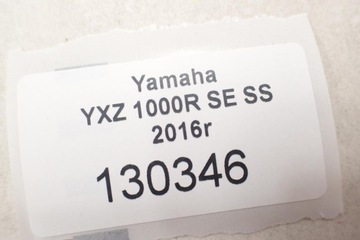 Yamaha
YXZ 1000R SE SS
2016r
130346